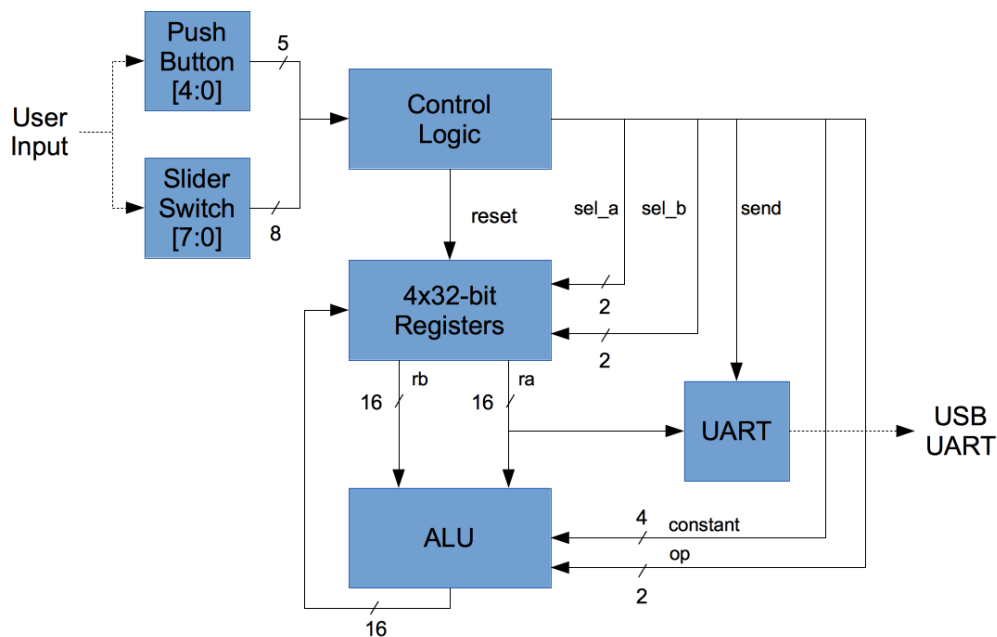 Push
Button
[4:0]
5
User
Input
Slider
Switch
[7:0]
8
Control
Logic
reset
sel_a
sel_b
send
4x32-bit
Registers
2
2
rb
ra
16
16
UART
USB
UART
ALU
4
constant
op
2
16